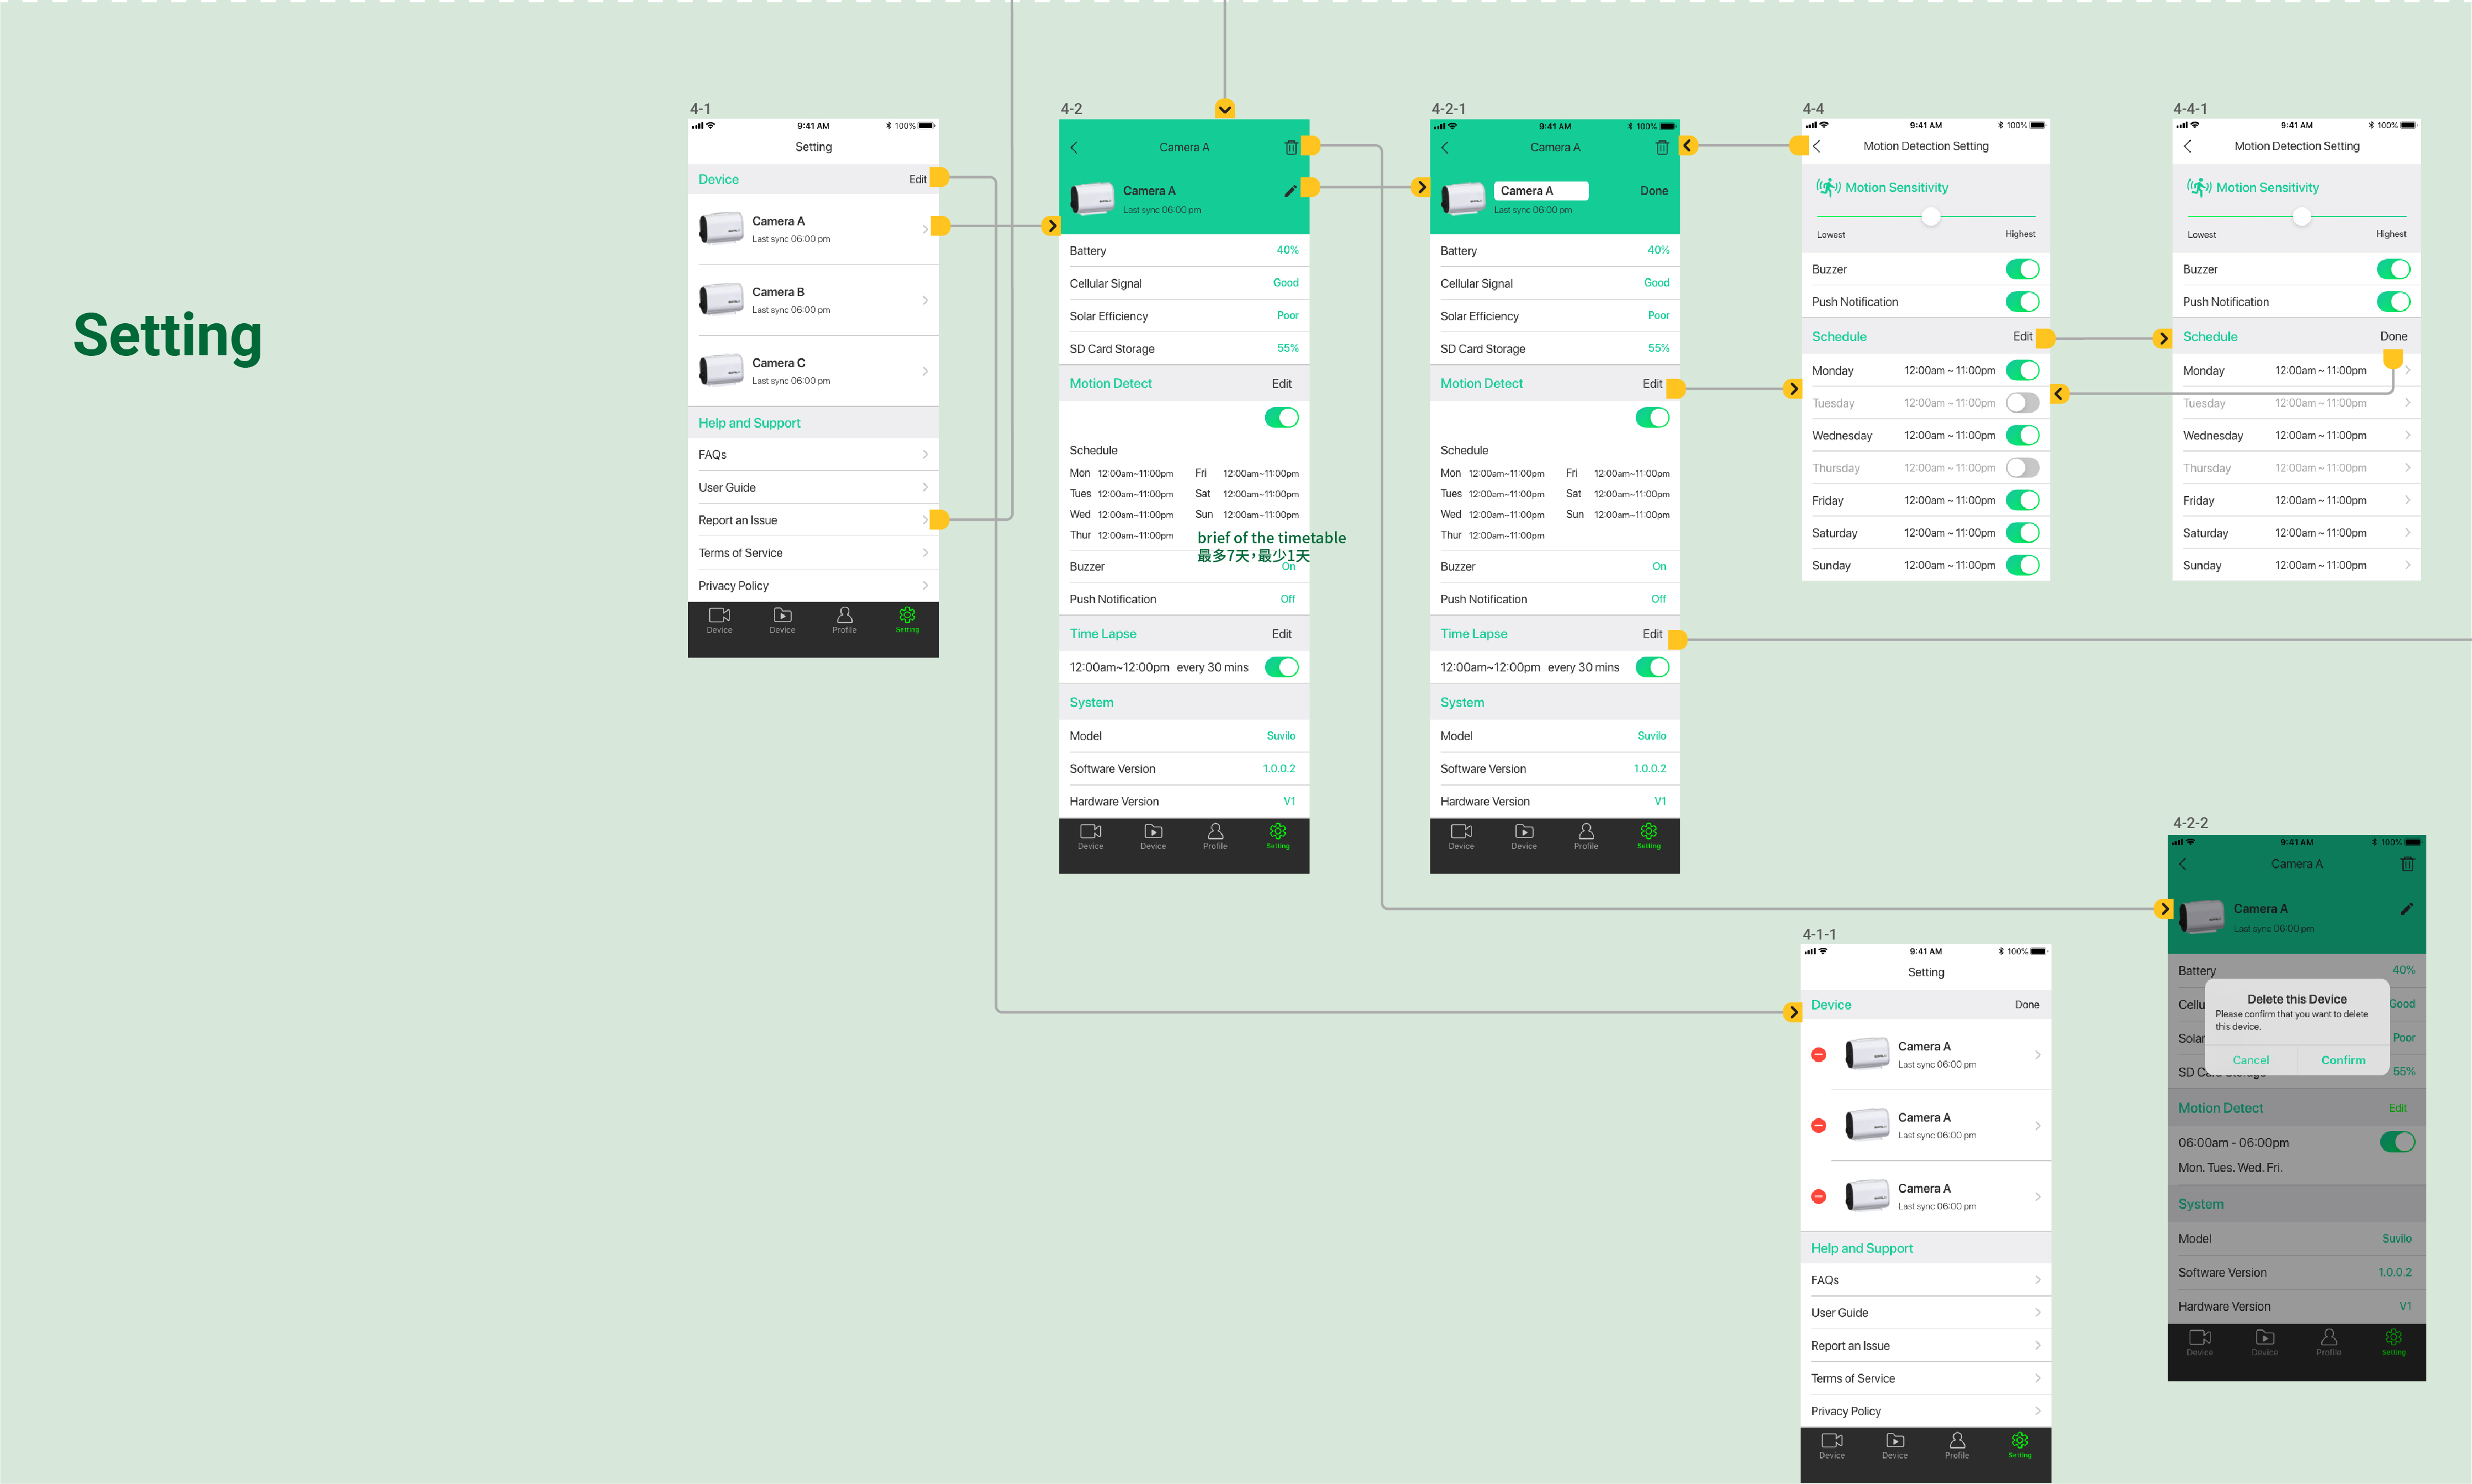 Setting
4-1
9:41 AM
100%
Setting
Device
Edit
Camera A
Last sync 06:00 pm
Camera B
Last sync 06:00 pm
Camera C
Last sync 06:00 pm
Help and Support
FAQs
User Guide
Report an Issue
Terms of Service
Privacy Policy
Device Device Profile Setting
4-2
Camera A
Camera A
Last sync 06:00 pm
Battery 40%
Cellular Signal Good
Solar Efficiency Poor
SD Card Storage 55%
Motion Detect Edit
Schedule
Mon 12:00am~11:00pm Fri 12:00am~11:00pm
Tues 12:00am~11:00pm Sat 12:00am~11:00pm
Wed 12:00am~11:00pm Sun 12:00am~11:00pm
Thur 12:00am~11:00pm
brief of the timetable
最多7天，最少1天
Buzzer On
Push Notification Off
Time Lapse Edit
12:00am~12:00pm every 30 mins
System
Model Suvilo
Software Version 1.0.0.2
Hardware Version V1
Device Device Profile Setting
4-2-1
9:41 AM 100%
Camera A
Camera A Done
Last sync 06:00 pm
Battery 40%
Cellular Signal Good
Solar Efficiency Poor
SD Card Storage 55%
Motion Detect Edit
Schedule
Mon 12:00am~11:00pm Fri 12:00am~11:00pm
Tues 12:00am~11:00pm Sat 12:00am~11:00pm
Wed 12:00am~11:00pm Sun 12:00am~11:00pm
Thur 12:00am~11:00pm
Buzzer On
Push Notification Off
Time Lapse Edit
12:00am~12:00pm every 30 mins
System
Model Suvilo
Software Version 1.0.0.2
Hardware Version V1
Device Device Profile Setting
4-4
9:41 AM 100%
Motion Detection Setting
Motion Sensitivity
Lowest Highest
Buzzer
Push Notification
Schedule Edit
Monday 12:00am ~ 11:00pm
Tuesday 12:00am ~ 11:00pm
Wednesday 12:00am ~ 11:00pm
Thursday 12:00am ~ 11:00pm
Friday 12:00am ~ 11:00pm
Saturday 12:00am ~ 11:00pm
Sunday 12:00am ~ 11:00pm
4-4-1
9:41 AM 100%
Motion Detection Setting
Motion Sensitivity
Lowest Highest
Buzzer
Push Notification
Schedule Done
Monday 12:00am ~ 11:00pm
Tuesday 12:00am ~ 11:00pm
Wednesday 12:00am ~ 11:00pm
Thursday 12:00am ~ 11:00pm
Friday 12:00am ~ 11:00pm
Saturday 12:00am ~ 11:00pm
Sunday 12:00am ~ 11:00pm
4-1-1
9:41 AM 100%
Setting
Device Done
Camera A
Last sync 06:00 pm
Camera A
Last sync 06:00 pm
Camera A
Last sync 06:00 pm
Help and Support
FAQs
User Guide
Report an Issue
Terms of Service
Privacy Policy
Device Device Profile Setting
4-2-2
9:41 AM 100%
Camera A
Camera A
Last sync 06:00 pm
Battery 40%
Cellu Good
Solar Poor
SD 55%
Delete this Device
Please confirm that you want to delete
this device.
Cancel Confirm
Motion Detect Edit
06:00am - 06:00pm
Mon. Tues. Wed. Fri.
System
Model Suvilo
Software Version 1.0.0.2
Hardware Version V1
Device Device Profile Setting